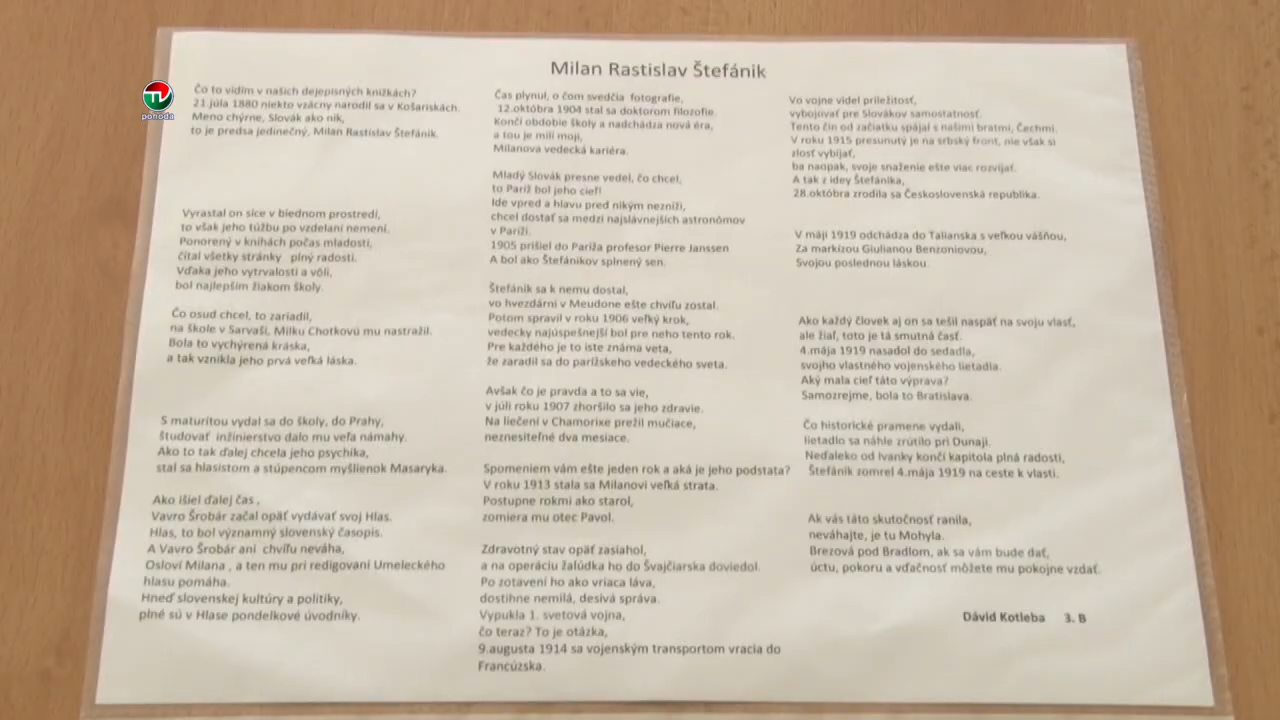 Milan Rastislav Štefánik
Čo to vidím v našich dejepisných knižkách?
21.júla 1880 niekto vzácny narodil sa v Košariskách.
Meno chýrne, Slovák ako nik,
to je predsa jedinečný, Milan Rastislav Štefánik.
Vyrastal on síce v biednom prostredí,
to však jeho túžbu po vzdelaní nemení.
Ponorený v knihách počas mladosti,
čítal všetky stránky plný radosti.
Vďaka jeho vytrvalosti a vôli,
bol najlepším žiakom školy.
Čo osud chcel, to zariadil,
na škole v Sarvaši, Milku Chotkovú mu nastražil.
Bola to vychýrená kráska,
a tak vznikla jeho prvá veľká láska.
S maturitou vydal sa do školy, do Prahy,
študovať inžinierstvo dalo mu veľa námahy.
Ako to tak ďalej chcela jeho psychika,
stal sa hlasistom a stúpencom myšlienok Masaryka.
Ako išiel ďalej čas ,
Vavro Šrobár začal opäť vydávať svoj Hlas.
Hlas, to bol významný slovenský časopis.
A Vavro Šrobár ani chvíľu neváha,
Osloví Milana , a ten mu pri redigovaní Umeleckého
hlasu pomáha.
Hneď slovenskej kultúry a politiky,
plné sú v Hlase pondelkové úvodníky.
Čas plynul, o čom svedčia fotografie,
12.októbra 1904 stal sa doktorom filozofie.
Končí obdobie školy a nadchádza nová éra,
a tou je milí moji,
Milanova vedecká kariéra.
Mladý Slovák presne vedel, čo chcel,
to Paríž bol jeho cieľ!
Ide vpred a hlavu pred nikým nezníži,
chcel dostať sa medzi najslávnejších astronómov
v Paríži.
1905 prišiel do Paríža profesor Pierre Janssen
A bol ako Štefánikov splnený sen.
Štefánik sa k nemu dostal,
vo hvezdárni v Meudone ešte chvíľu zostal.
Potom spravil v roku 1906 veľký krok,
vedecky najúspešnejší bol pre neho tento rok.
Pre každého je to iste známa veta,
že zaradil sa do parížskeho vedeckého sveta.
Avšak čo je pravda a to sa vie,
v júli roku 1907 zhoršilo sa jeho zdravie.
Na liečení v Chamonixe prežil mučiace,
neznesiteľné dva mesiace.
Spomeniem vám ešte jeden rok a aká je jeho podstata?
V roku 1913 stala sa Milanovi veľká strata.
Postupne rokmi ako starol,
zomiera mu otec Pavol.
Zdravotný stav opäť zasiahol,
a na operáciu žalúdka ho do Švajčiarska doviedol.
Po zotavení ho ako vriaca láva,
dostihne nemilá, desivá správa.
Vypukla 1. svetová vojna,
čo teraz? To je otázka,
9.augusta 1914 sa vojenským transportom vracia do
Francúzska.
Vo vojne videl príležitosť,
vybojovať pre Slovákov samostatnosť.
Tento čin od začiatku spájal s našimi bratmi, Čechmi.
V roku 1915 presunutý je na srbský front, nie však si
zlosť vybíjať,
ba naopak, svoje snaženie ešte viac rozvíjať.
A tak z idey Štefánika,
28.októbra zrodila sa Československá republika.
V máji 1919 odchádza do Talianska s veľkou vášňou,
Za markízou Giulianou Benzoniovou,
Svojou poslednou láskou.
Ako každý človek aj on sa tešil naspäť na svoju vlasť,
ale žiaľ, toto je tá smutná časť.
4.mája 1919 nasadol do sedadla,
svojho vlastného vojenského lietadla.
Aký mala cieľ táto výprava?
Samozrejme, bola to Bratislava.
Čo historické pramene vydali,
lietadlo sa náhle zrútilo pri Dunaji.
Neďaleko od Ivanky končí kapitola plná radosti,
Štefánik zomrel 4.mája 1919 na ceste k vlasti.
Ak vás táto skutočnosť ranila,
neváhajte, je tu Mohyla.
Brezová pod Bradlom, ak sa vám bude dať,
úctu, pokoru a vďačnosť môžete mu pokojne vzdať.
Dávid Kotleba 3. B
TV
pohoda